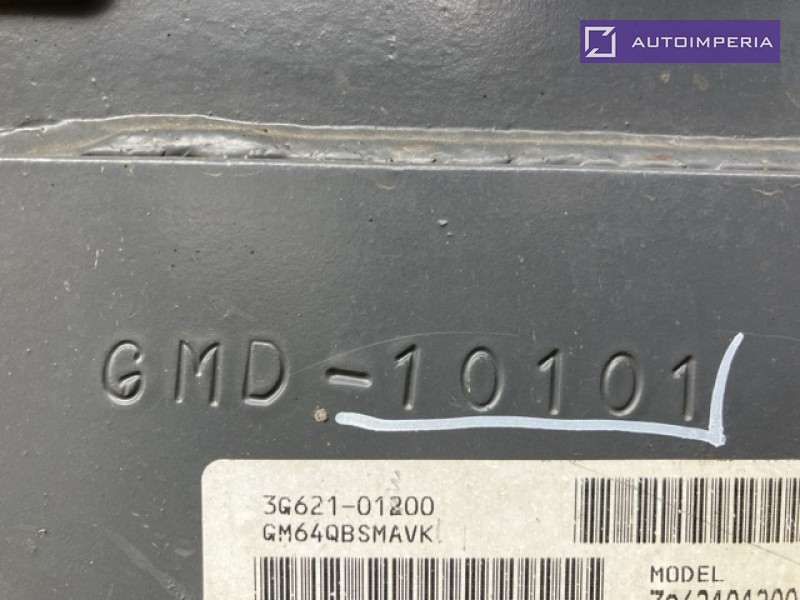 AUTOIMPERIA
GMD-10101
3G621-01200
GM64QBSMAVK
MODEL